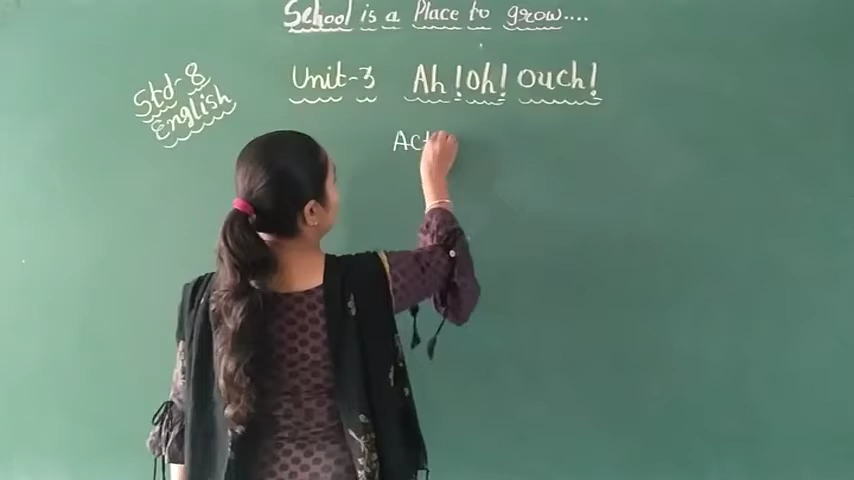 School is a Place to grow....
Std-8
English
Unit-3 Ah! Oh! ouch!
Act